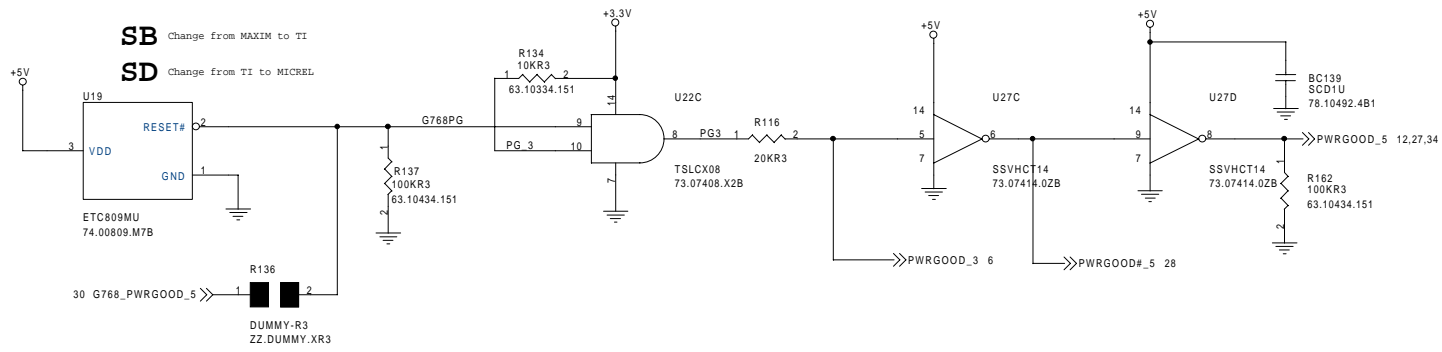 SB Change from MAXIM to TI
SD Change from TI to MICREL
+5V
U19
RESET#
2
3
VDD
GND
1
ETC809MU
74.00809.M7B
R136
30 G768_PWRGOOD_5
1
2
DUMMY-R3
ZZ.DUMMY.XR3
1
R137
100KR3
63.10434.151
2
G768PG
PG_3
R134
10KR3
1
2
63.10334.151
+3.3V
14
U22C
9
10
8
PG3
7
TSLCX08
73.07408.X2B
R116
1
2
20KR3
PWRGOOD_3 6
+5V
U27C
14
5
6
7
SSVHCT14
73.07414.0ZB
PWRGOOD#_5 28
+5V
U27D
14
9
8
7
SSVHCT14
73.07414.0ZB
BC139
SCD1U
78.10492.4B1
PWRGOOD_5 12,27,34
1
R162
100KR3
63.10434.151
2